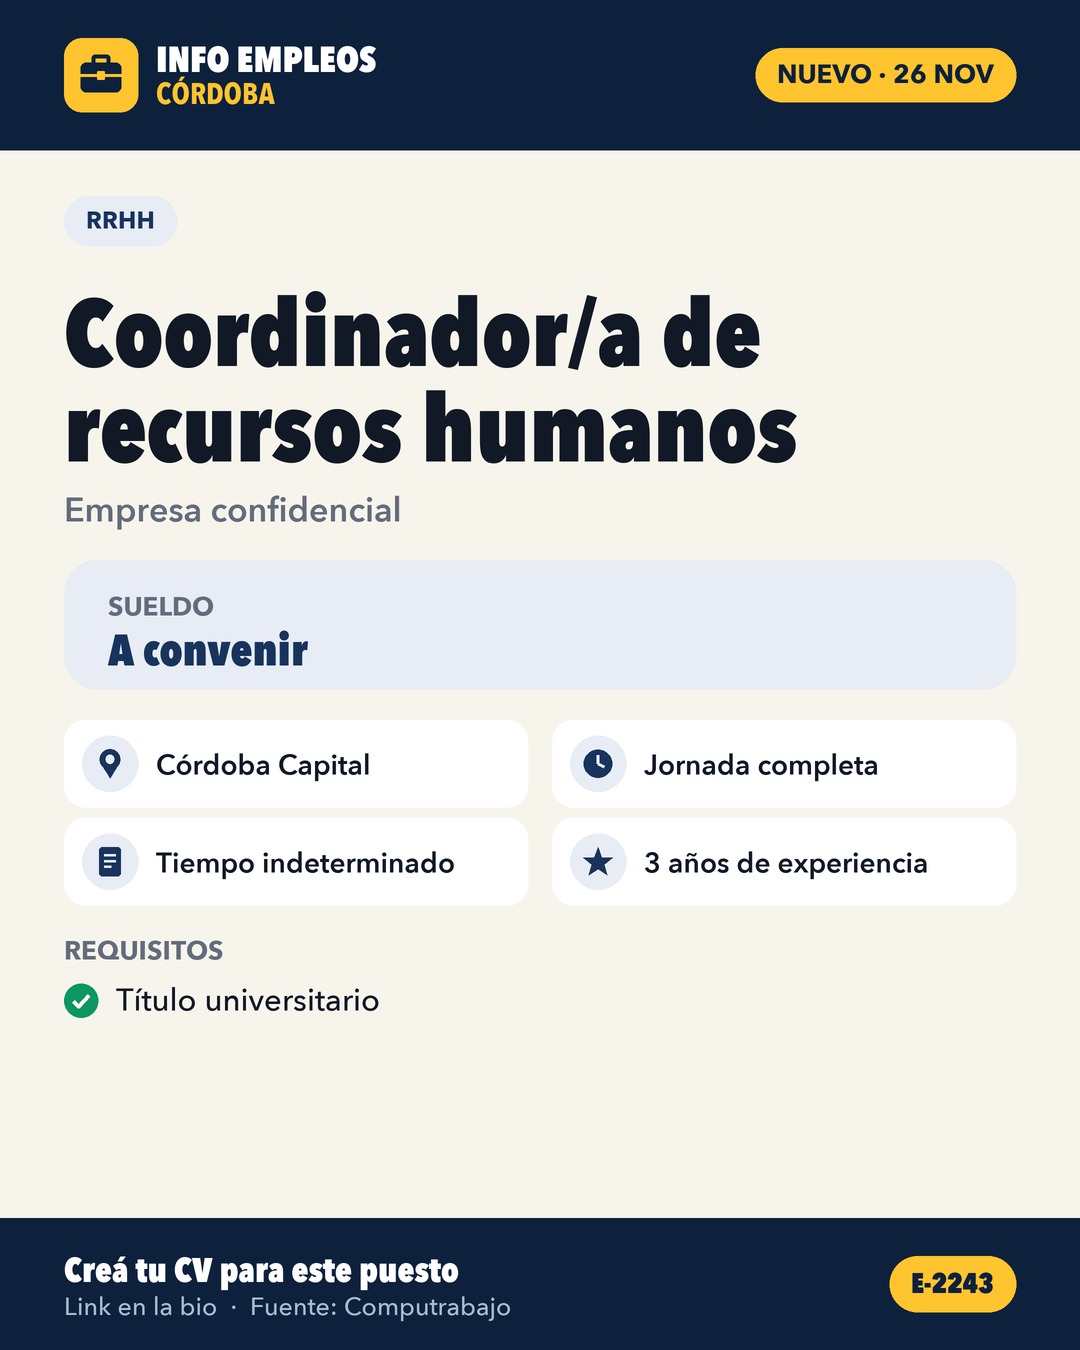 INFO EMPLEOS
CÓRDOBA
NUEVO · 26 NOV
RRHH
Coordinador/a de
recursos humanos
Empresa confidencial
SUELDO
A convenir
Córdoba Capital
Jornada completa
Tiempo indeterminado
3 años de experiencia
REQUISITOS
Título universitario
Creá tu CV para este puesto
Link en la bio · Fuente: Computrabajo
E-2243